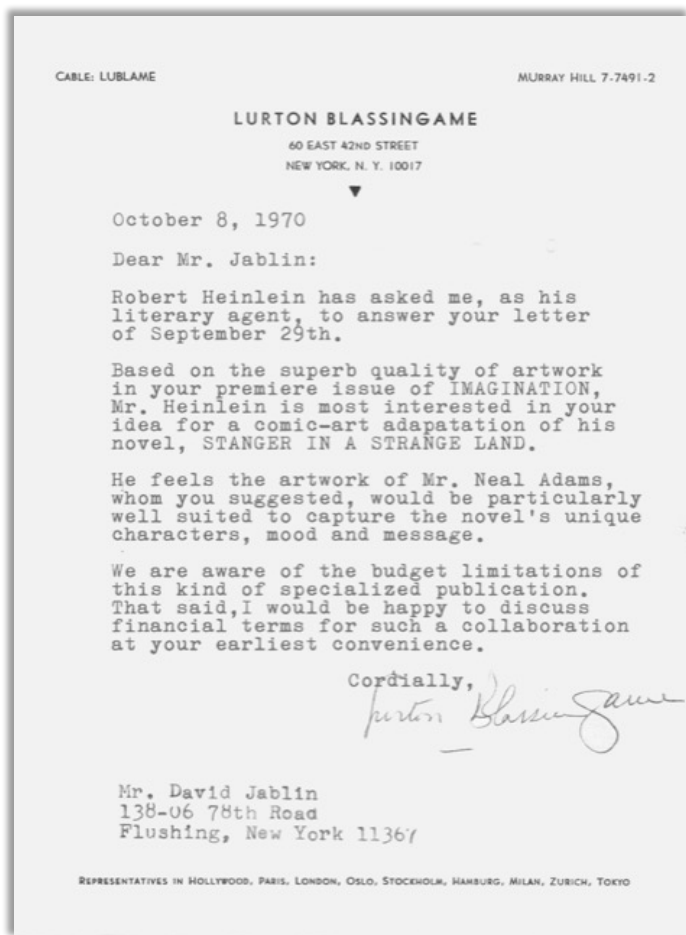 CABLE: LUBLAME
MURRAY HILL 7-7491-2
LURTON BLASSINGAME
60 EAST 42ND STREET
NEW YORK, N. Y. 10017
October 8, 1970
Dear Mr. Jablin:
Robert Heinlein has asked me, as his
literary agent, to answer your letter
of September 29th.
Based on the superb quality of artwork
in your premiere issue of IMAGINATION,
Mr. Heinlein is most interested in your
idea for a comic-art adapatation of his
novel, STANGER IN A STRANGE LAND.
He feels the artwork of Mr. Neal Adams,
whom you suggested, would be particularly
well suited to capture the novel's unique
characters, mood and message.
We are aware of the budget limitations of
this kind of specialized publication.
That said,I would be happy to discuss
financial terms for such a collaboration
at your earliest convenience.
Cordially,
Lurton Blassingame
Mr. David Jablin
138-06 78th Road
Flushing, New York 11367
REPRESENTATIVES IN HOLLYWOOD, PARIS, LONDON, OSLO, STOCKHOLM, HAMBURG, MILAN, ZURICH, TOKYO